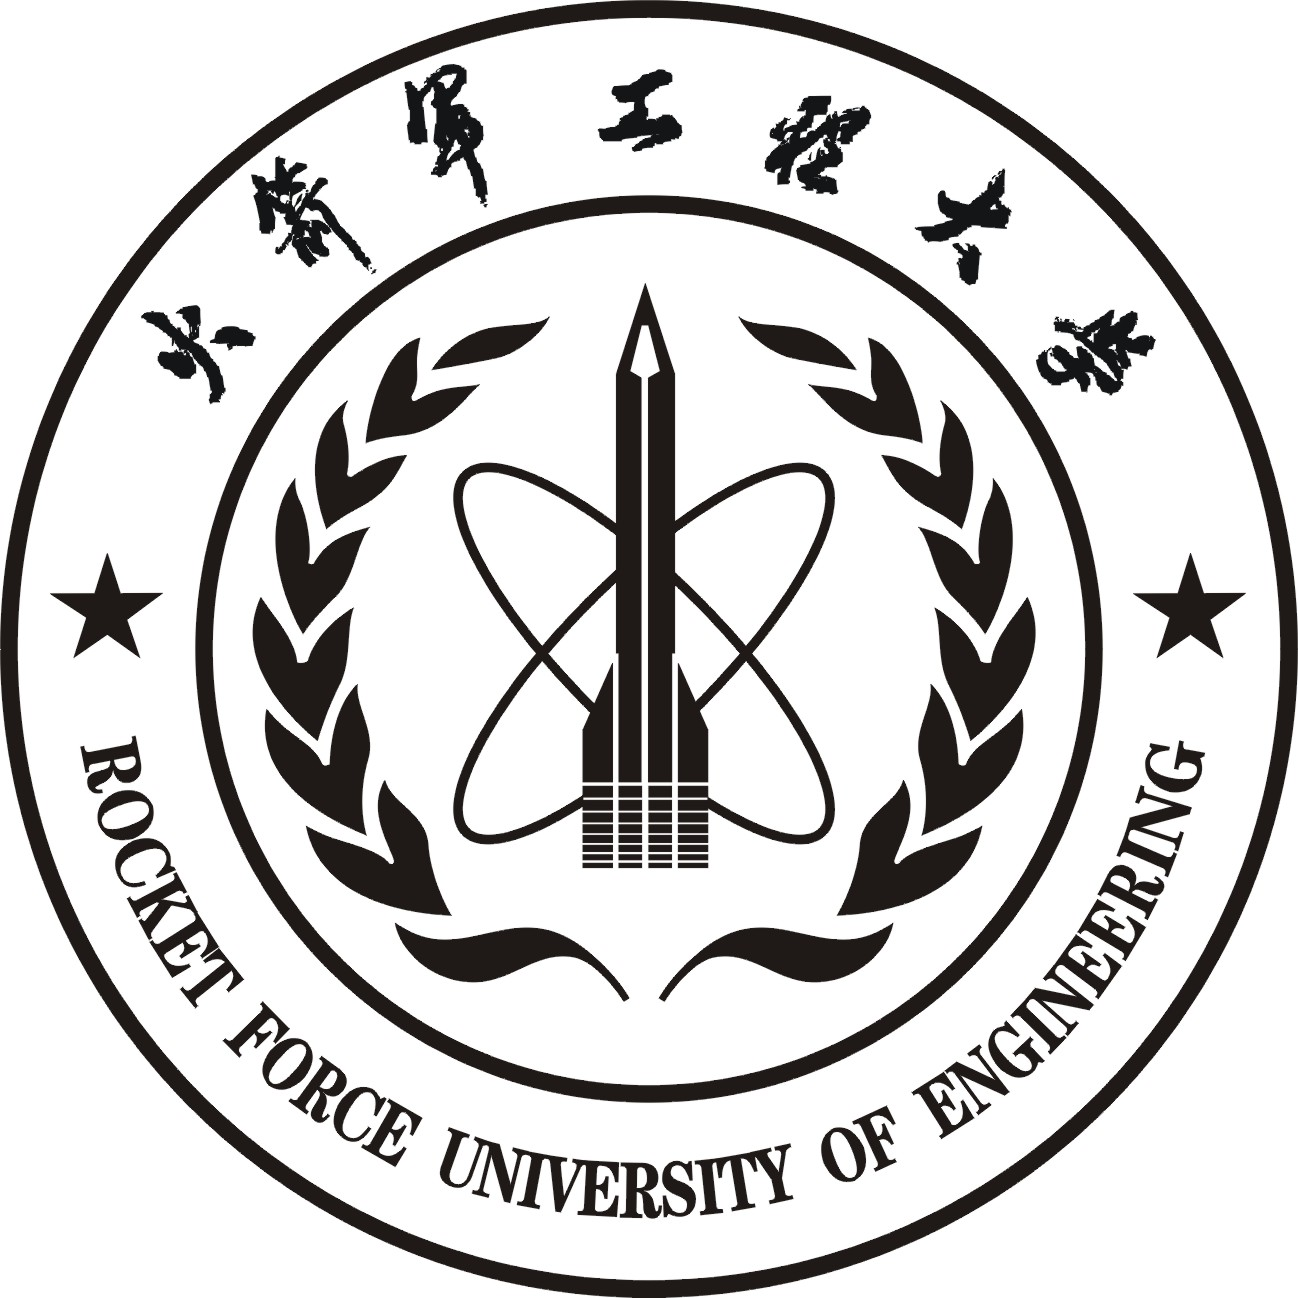 火箭军工程大学
ROCKET FORCE UNIVERSITY OF ENGINEERING